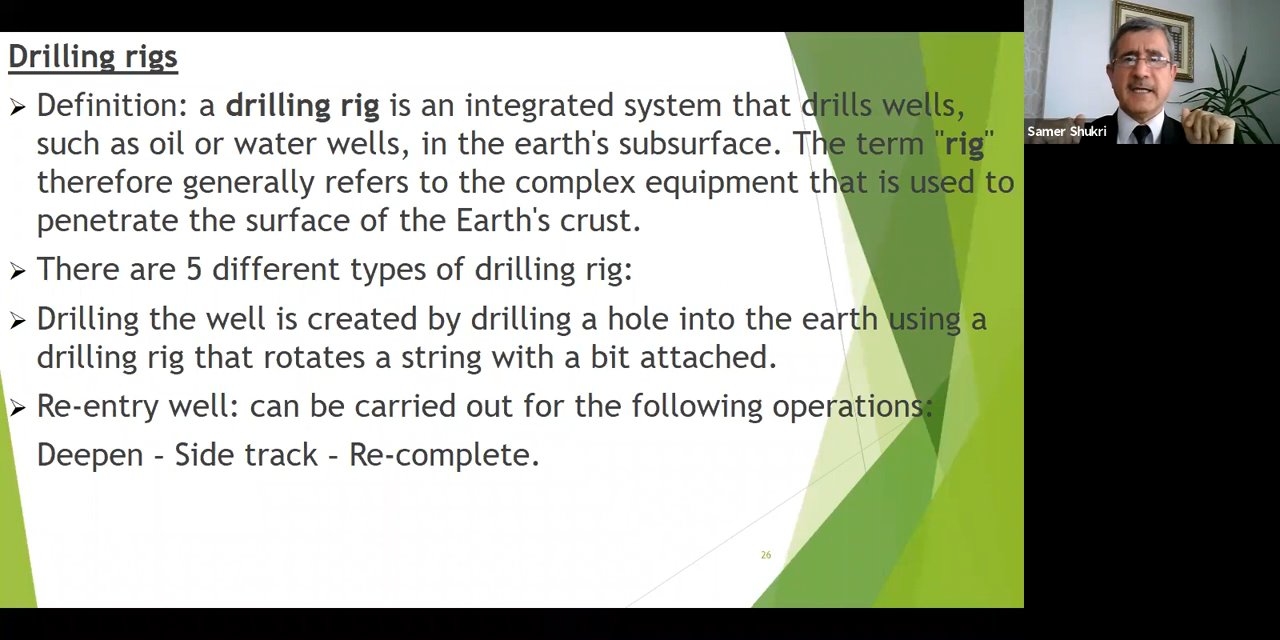 Drilling rigs
➢ Definition: a drilling rig is an integrated system that drills wells,
such as oil or water wells, in the earth's subsurface. The term "rig"
therefore generally refers to the complex equipment that is used to
penetrate the surface of the Earth's crust.
➢ There are 5 different types of drilling rig:
➢ Drilling the well is created by drilling a hole into the earth using a
drilling rig that rotates a string with a bit attached.
➢ Re-entry well: can be carried out for the following operations:
Deepen – Side track – Re-complete.
26
Samer Shukri